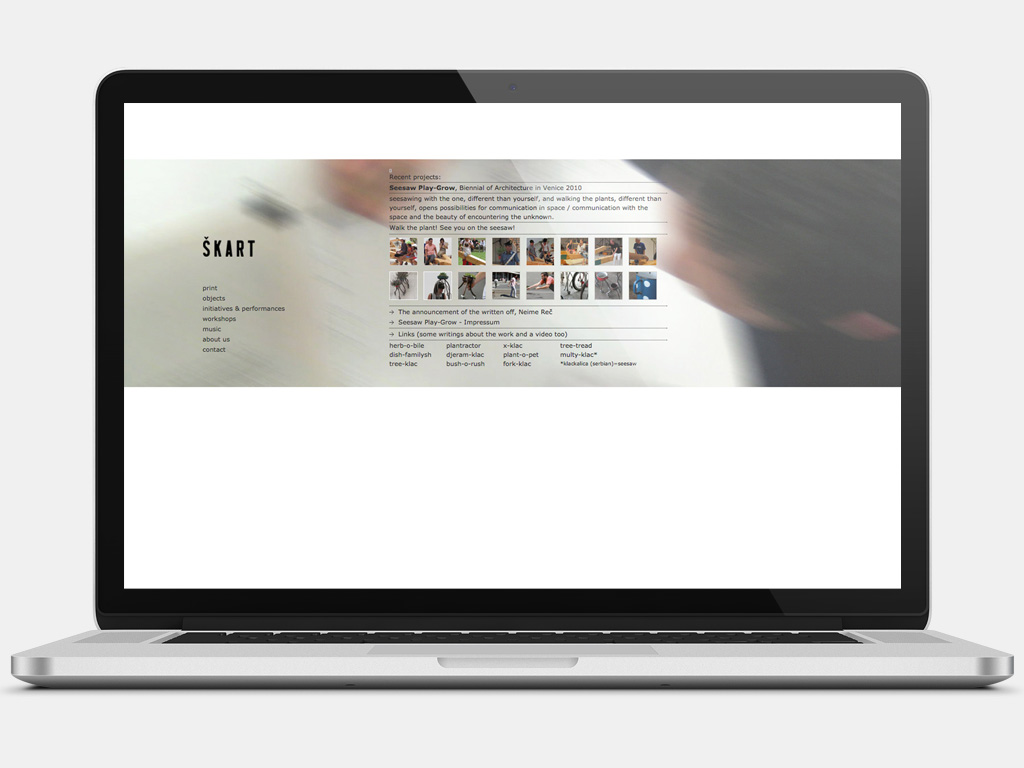 ŠKART
print
objects
initiatives & performances
workshops
music
about us
contact
Recent projects:
Seesaw Play-Grow, Biennial of Architecture in Venice 2010
seesawing with the one, different than yourself, and walking the plants, different than
yourself, opens possibilities for communication in space / communication with the
space and the beauty of encountering the unknown.
Walk the plant! See you on the seesaw!
→ The announcement of the written off, Neime Reč
→ Seesaw Play-Grow - Impressum
→ Links (some writings about the work and a video too)
herb-o-bile plantractor x-klac tree-tread
dish-familysh djeram-klac plant-o-pet multy-klac*
tree-klac bush-o-rush fork-klac *klackalica (serbian)=seesaw